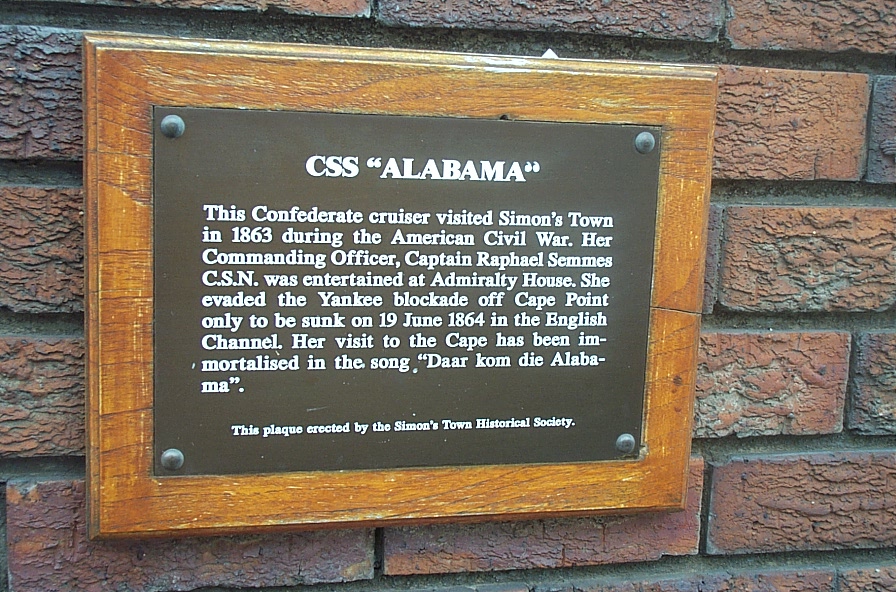 CSS “ALABAMA”
This Confederate cruiser visited Simon’s Town
in 1863 during the American Civil War. Her
Commanding Officer, Captain Raphael Semmes
C.S.N. was entertained at Admiralty House. She
evaded the Yankee blockade off Cape Point
only to be sunk on 19 June 1864 in the English
Channel. Her visit to the Cape has been im-
mortalised in the song “Daar kom die Alaba-
ma”.
This plaque erected by the Simon’s Town Historical Society.